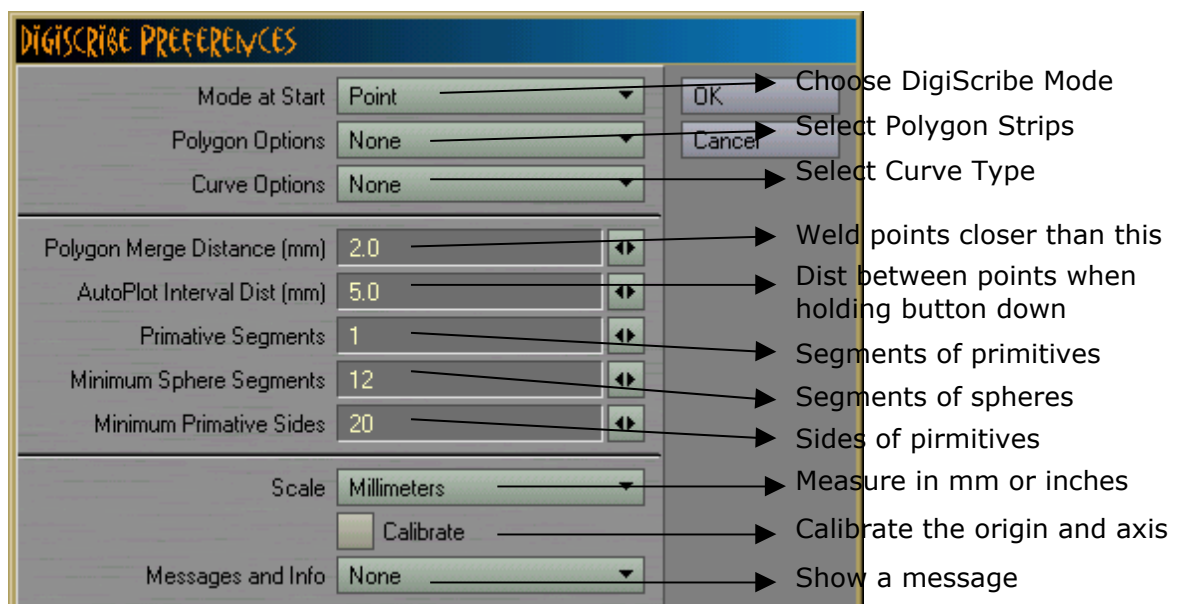 DigiScribe Preferences
Mode at Start Point OK Choose DigiScribe Mode
Polygon Options None Cancel Select Polygon Strips
Curve Options None Select Curve Type
Polygon Merge Distance (mm) 2.0 Weld points closer than this
AutoPlot Interval Dist (mm) 5.0 Dist between points when
holding button down
Primative Segments 1 Segments of primitives
Minimum Sphere Segments 12 Segments of spheres
Minimum Primative Sides 20 Sides of pirmitives
Scale Millimeters Measure in mm or inches
Calibrate Calibrate the origin and axis
Messages and Info None Show a message